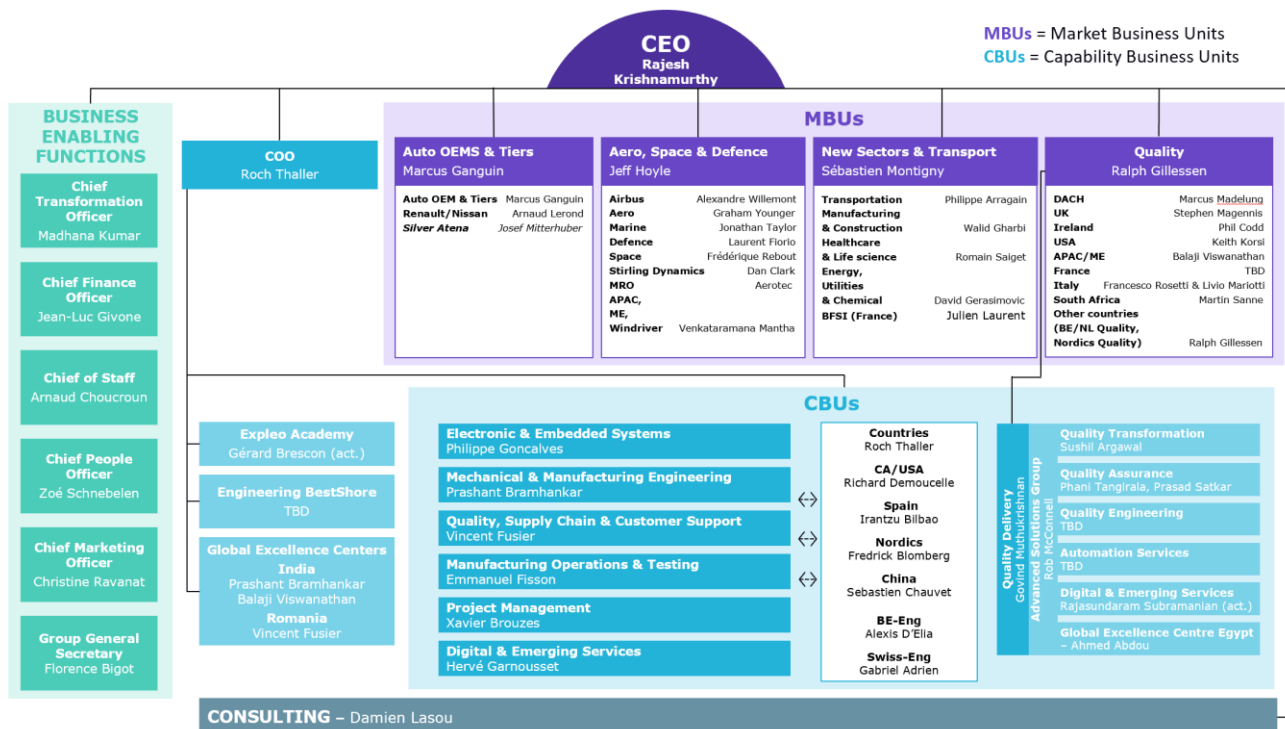 CEO
Rajesh
Krishnamurthy
MBUs = Market Business Units
CBUs = Capability Business Units
BUSINESS
ENABLING
FUNCTIONS
Chief
Transformation
Officer
Madhana Kumar
Chief Finance
Officer
Jean-Luc Givone
Chief of Staff
Arnaud Choucroun
Chief People
Officer
Zoé Schnebelen
Chief Marketing
Officer
Christine Ravanat
Group General
Secretary
Florence Bigot
COO
Roch Thaller
MBUs
Auto OEMS & Tiers
Marcus Ganguin
Auto OEM & Tiers Marcus Ganguin
Renault/Nissan Arnaud Lerond
Silver Atena Josef Mitterhuber
Aero, Space & Defence
Jeff Hoyle
Airbus Alexandre Willemont
Aero Graham Younger
Marine Jonathan Taylor
Defence Laurent Florio
Space Frédérique Rebout
Stirling Dynamics Dan Clark
MRO Aerotec
APAC,
ME,
Windriver Venkataramana Mantha
New Sectors & Transport
Sébastien Montigny
Transportation Philippe Arragain
Manufacturing
& Construction Walid Gharbi
Healthcare
& Life science Romain Saiget
Energy,
Utilities
& Chemical David Gerasimovic
BFSI (France) Julien Laurent
Quality
Ralph Gillessen
DACH Marcus Madelung
UK Stephen Magennis
Ireland Phil Codd
USA Keith Korsi
APAC/ME Balaji Viswanathan
France TBD
Italy Francesco Rosetti & Livio Mariotti
South Africa Martin Sanne
Other countries
(BE/NL Quality,
Nordics Quality) Ralph Gillessen
Expleo Academy
Gérard Brescon (act.)
Engineering BestShore
TBD
Global Excellence Centers
India
Prashant Bramhankar
Balaji Viswanathan
Romania
Vincent Fusier
CBUs
Electronic & Embedded Systems
Philippe Goncalves
Mechanical & Manufacturing Engineering
Prashant Bramhankar
Quality, Supply Chain & Customer Support
Vincent Fusier
Manufacturing Operations & Testing
Emmanuel Fisson
Project Management
Xavier Brouzes
Digital & Emerging Services
Hervé Garnousset
Countries
Roch Thaller
CA/USA
Richard Demoucelle
Spain
Irantzu Bilbao
Nordics
Fredrick Blomberg
China
Sebastien Chauvet
BE-Eng
Alexis D'Elia
Swiss-Eng
Gabriel Adrien
Quality Delivery
Govind Muthukrishnan
Advanced Solutions Group
Rob McConnell
Quality Transformation
Sushil Argawal
Quality Assurance
Phani Tangirala, Prasad Satkar
Quality Engineering
TBD
Automation Services
TBD
Digital & Emerging Services
Rajasundaram Subramanian (act.)
Global Excellence Centre Egypt
– Ahmed Abdou
CONSULTING – Damien Lasou